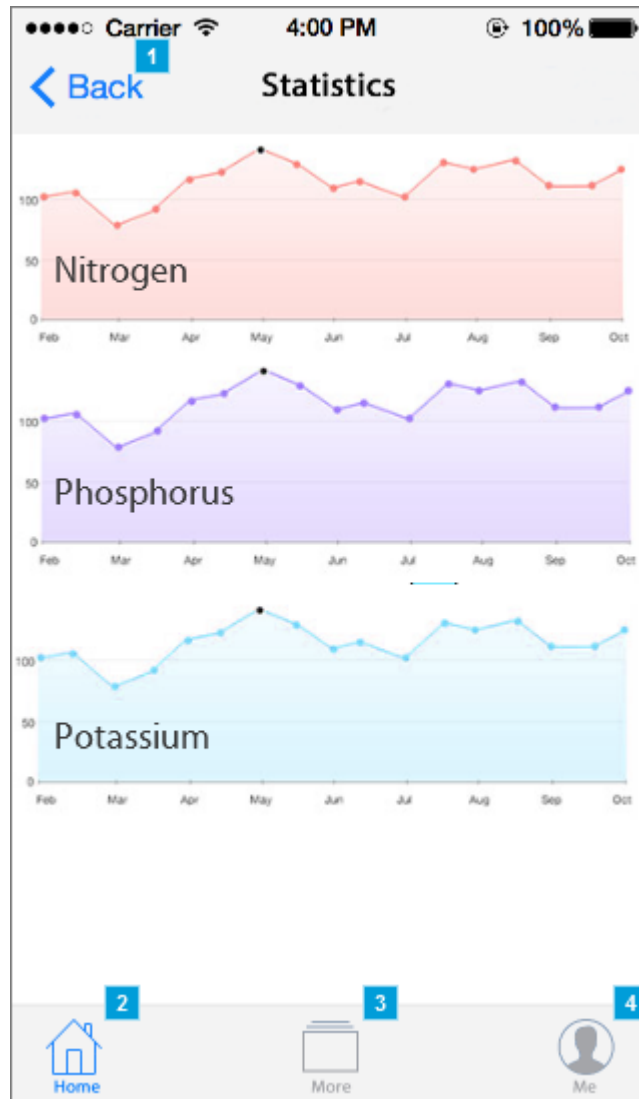 Carrier 4:00 PM 100%
1
Back Statistics
100
50
Nitrogen
0
Feb Mar Apr May Jun Jul Aug Sep Oct
100
50
Phosphorus
0
Feb Mar Apr May Jun Jul Aug Sep Oct
100
50
Potassium
0
Feb Mar Apr May Jun Jul Aug Sep Oct
2 3 4
Home More Me